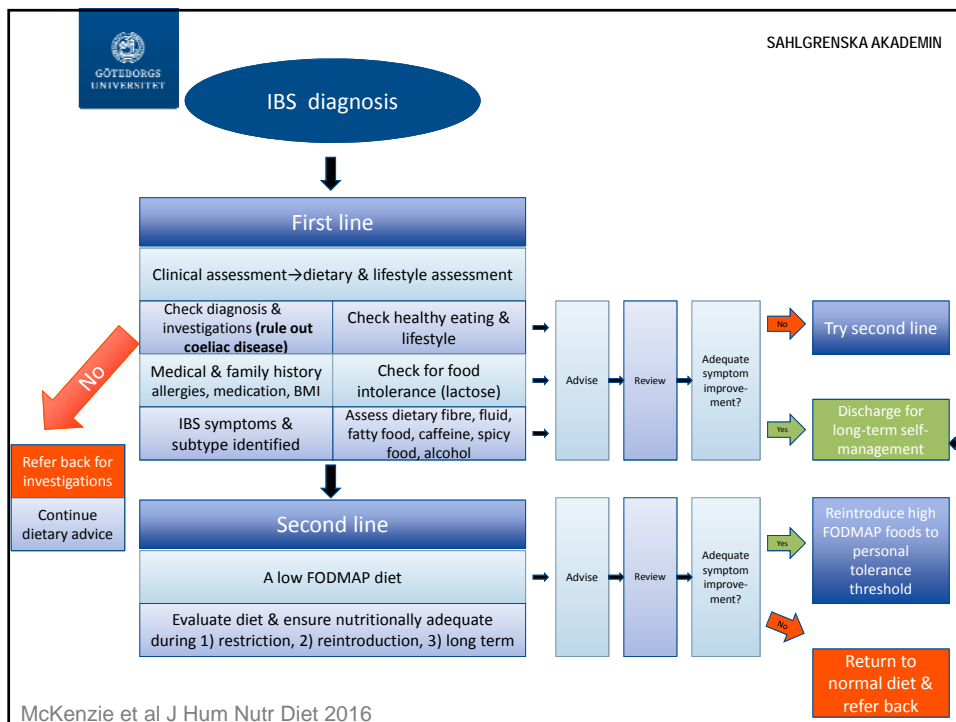 SAHLGRENSKA AKADEMIN
GÖTEBORGS
UNIVERSITET
IBS diagnosis
First line
Clinical assessment→dietary & lifestyle assessment
Check diagnosis &
investigations (rule out
coeliac disease)
Check healthy eating &
lifestyle
Medical & family history
allergies, medication, BMI
Check for food
intolerance (lactose)
IBS symptoms &
subtype identified
Assess dietary fibre, fluid,
fatty food, caffeine, spicy
food, alcohol
Advise
Review
Adequate
symptom
improve-
ment?
No
Try second line
Yes
Discharge for
long-term self-
management
No
Refer back for
investigations
Continue
dietary advice
Second line
A low FODMAP diet
Evaluate diet & ensure nutritionally adequate
during 1) restriction, 2) reintroduction, 3) long term
Advise
Review
Adequate
symptom
improve-
ment?
Yes
Reintroduce high
FODMAP foods to
personal
tolerance
threshold
No
Return to
normal diet &
refer back
McKenzie et al J Hum Nutr Diet 2016